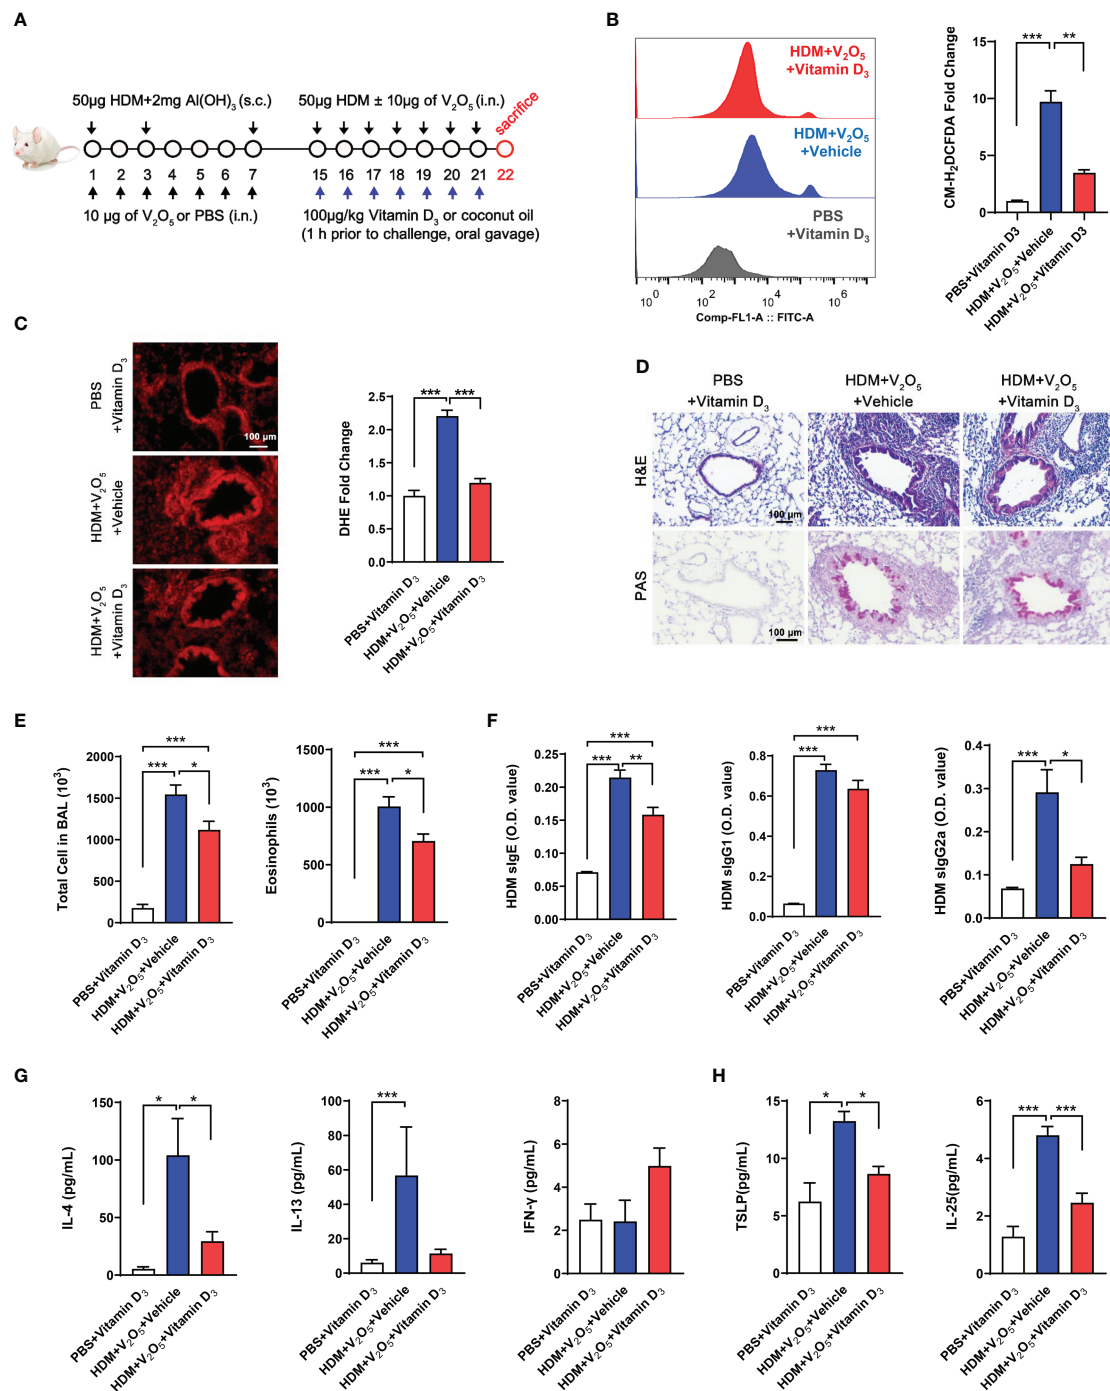 A
50µg HDM+2mg Al(OH)₃ (s.c.)
50µg HDM ± 10µg of V₂O₅ (i.n.)
sacrifice
1 2 3 4 5 6 7 15 16 17 18 19 20 21 22
10 µg of V₂O₅ or PBS (i.n.)
100µg/kg Vitamin D₃ or coconut oil
(1 h prior to challenge, oral gavage)
B
HDM+V₂O₅
+Vitamin D₃
HDM+V₂O₅
+Vehicle
PBS
+Vitamin D₃
10⁰ 10² 10⁴ 10⁶
Comp-FL1-A :: FITC-A
CM-H₂DCFDA Fold Change
15
10
5
0
*** **
PBS+Vitamin D3
HDM+V₂O₅+Vehicle
HDM+V₂O₅+Vitamin D3
C
PBS
+Vitamin D₃
100 µm
HDM+V₂O₅
+Vehicle
HDM+V₂O₅
+Vitamin D₃
DHE Fold Change
2.5
2.0
1.5
1.0
0.5
0.0
*** ***
PBS+Vitamin D₃
HDM+V₂O₅+Vehicle
HDM+V₂O₅+Vitamin D₃
D
PBS
+Vitamin D₃
HDM+V₂O₅
+Vehicle
HDM+V₂O₅
+Vitamin D₃
H&E
100 µm
PAS
100 µm
E
Total Cell in BAL (10³)
2000
1500
1000
500
0
***
*** *
PBS+Vitamin D₃
HDM+V₂O₅+Vehicle
HDM+V₂O₅+Vitamin D₃
Eosinophils (10³)
1500
1000
500
0
***
*** *
PBS+Vitamin D₃
HDM+V₂O₅+Vehicle
HDM+V₂O₅+Vitamin D₃
F
HDM sIgE (O.D. value)
0.25
0.20
0.15
0.10
0.05
0.00
***
*** **
PBS+Vitamin D₃
HDM+V₂O₅+Vehicle
HDM+V₂O₅+Vitamin D₃
HDM sIgG1 (O.D. value)
0.8
0.6
0.4
0.2
0.0
***
***
PBS+Vitamin D₃
HDM+V₂O₅+Vehicle
HDM+V₂O₅+Vitamin D₃
HDM sIgG2a (O.D. value)
0.4
0.3
0.2
0.1
0.0
*** *
PBS+Vitamin D₃
HDM+V₂O₅+Vehicle
HDM+V₂O₅+Vitamin D₃
G
IL-4 (pg/mL)
150
100
50
0
* *
PBS+Vitamin D₃
HDM+V₂O₅+Vehicle
HDM+V₂O₅+Vitamin D₃
IL-13 (pg/mL)
100
80
60
40
20
0
***
PBS+Vitamin D₃
HDM+V₂O₅+Vehicle
HDM+V₂O₅+Vitamin D₃
IFN-γ (pg/mL)
8
6
4
2
0
PBS+Vitamin D₃
HDM+V₂O₅+Vehicle
HDM+V₂O₅+Vitamin D₃
H
TSLP(pg/mL)
15
10
5
0
* *
PBS+Vitamin D₃
HDM+V₂O₅+Vehicle
HDM+V₂O₅+Vitamin D₃
IL-25(pg/mL)
6
4
2
0
*** ***
PBS+Vitamin D₃
HDM+V₂O₅+Vehicle
HDM+V₂O₅+Vitamin D₃